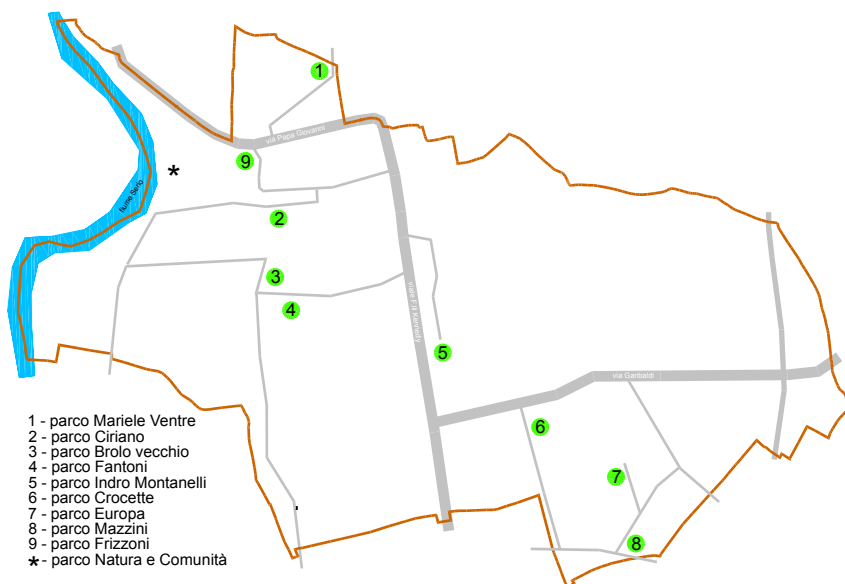 1
via Papa Giovanni
9
*
fiume Serio
2
3
4
viale F.lli Kennedy
5
via Garibaldi
6
7
8
1 - parco Mariele Ventre
2 - parco Ciriano
3 - parco Brolo vecchio
4 - parco Fantoni
5 - parco Indro Montanelli
6 - parco Crocette
7 - parco Europa
8 - parco Mazzini
9 - parco Frizzoni
* - parco Natura e Comunità